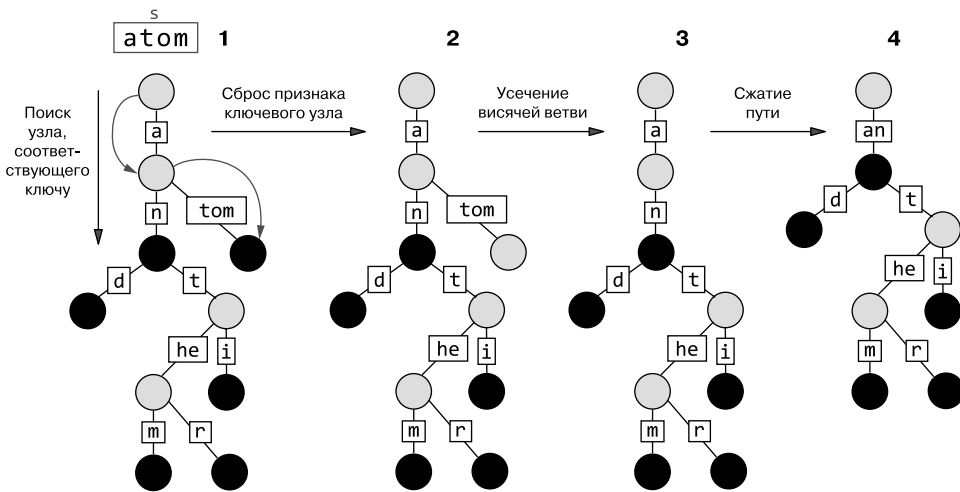 s
atom
1
2
3
4
Поиск
узла,
соответ-
ствующего
ключу
Сброс признака
ключевого узла
Усечение
висячей ветви
Сжатие
пути
a
n
tom
d
t
he
i
m
r
a
n
tom
d
t
he
i
m
r
a
n
d
t
he
i
m
r
an
d
t
he
i
m
r